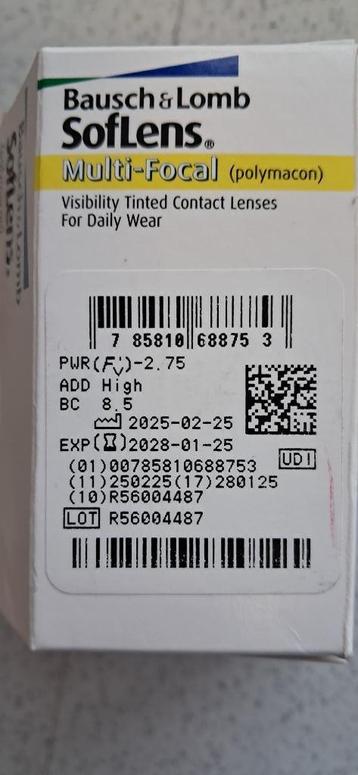 Bausch & Lomb
SofLens®
Multi-Focal (polymacon)
Visibility Tinted Contact Lenses
For Daily Wear
7 85810 68875 3
PWR(F'v)-2.75
ADD High
BC 8.5
2025-02-25
EXP 2028-01-25
UDI
(01)00785810688753
(11)250225(17)280125
(10)R56004487
LOT R56004487